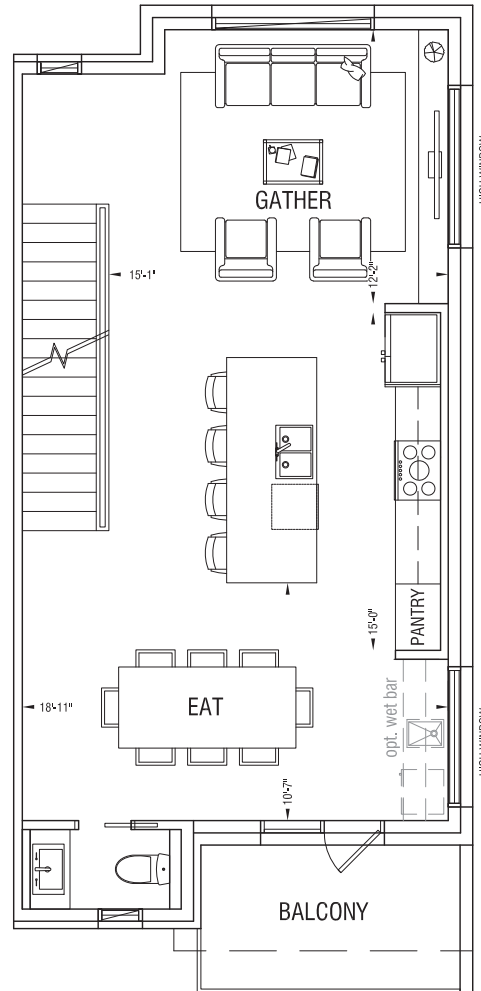 GATHER
15'-1"
12'-2"
15'-0"
PANTRY
opt. wet bar
EAT
18'-11"
10'-7"
BALCONY